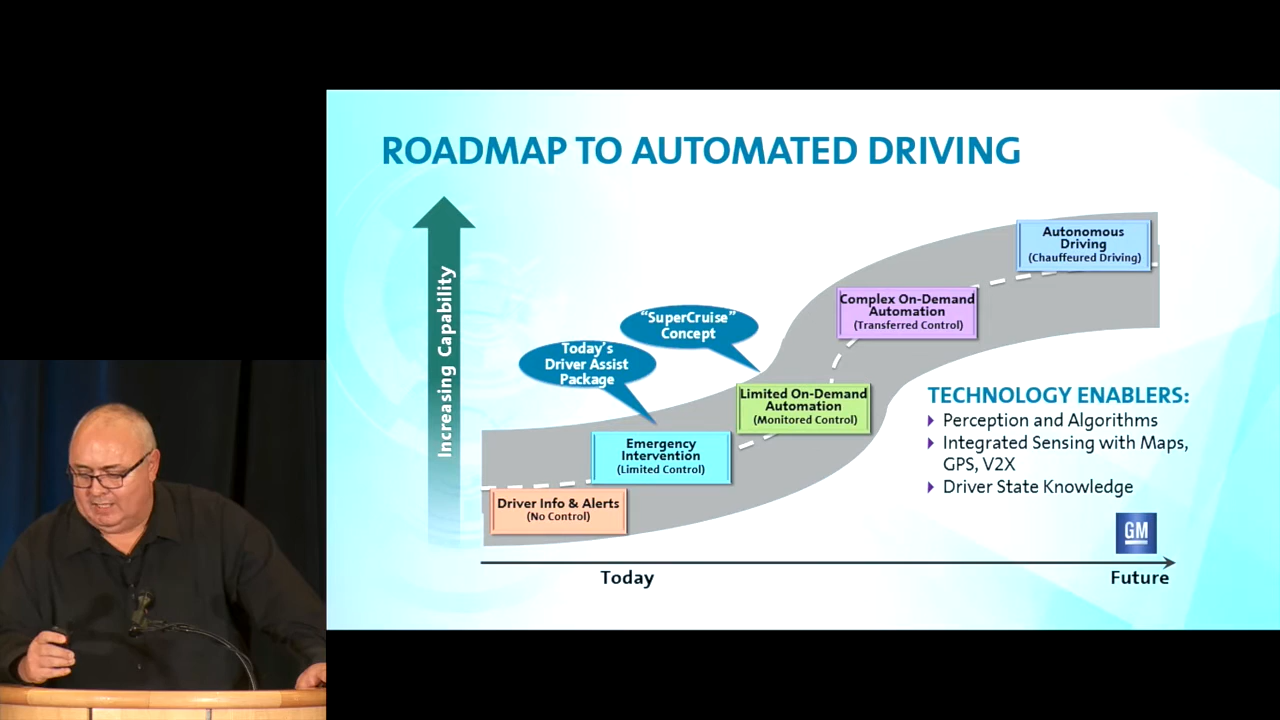 ROADMAP TO AUTOMATED DRIVING
Increasing Capability
Autonomous
Driving
(Chauffeured Driving)
Complex On-Demand
Automation
(Transferred Control)
"SuperCruise"
Concept
Today's
Driver Assist
Package
Limited On-Demand
Automation
(Monitored Control)
Emergency
Intervention
(Limited Control)
Driver Info & Alerts
(No Control)
TECHNOLOGY ENABLERS:
Perception and Algorithms
Integrated Sensing with Maps,
GPS, V2X
Driver State Knowledge
GM
Today
Future